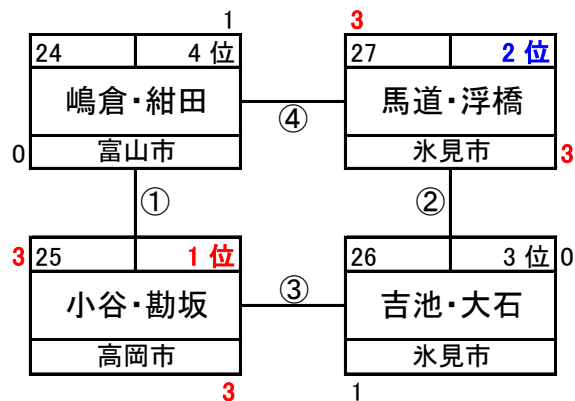 1 3
24 4 位 27 2 位
嶋倉・紺田 ④ 馬道・浮橋
0 富山市 氷見市 3
① ②
3 25 1 位 26 3 位 0
小谷・勘坂 ③ 吉池・大石
高岡市 氷見市
3 1